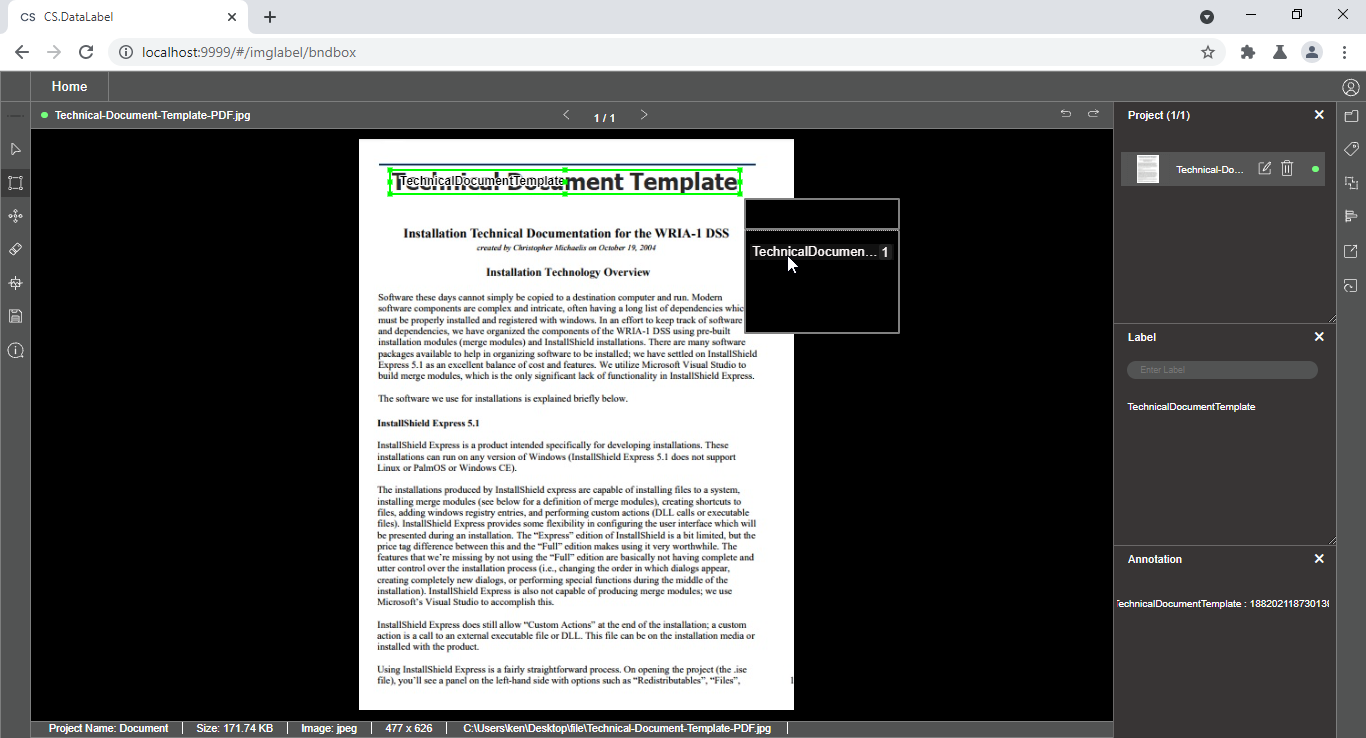 CS CS.DataLabel
localhost:9999/#/imglabel/bndbox
Home
Technical-Document-Template-PDF.jpg
1 / 1
Project (1/1)
Technical-Do...
Technical Document Template
TechnicalDocumentTemplate
TechnicalDocumen... 1
Installation Technical Documentation for the WRIA-1 DSS
created by Christopher Michaelis on October 19, 2004
Installation Technology Overview
Software these days cannot simply be copied to a destination computer and run. Modern
software components are complex and intricate, often having a long list of dependencies whic
must be properly installed and registered with windows. In an effort to keep track of software
and dependencies, we have organized the components of the WRIA-1 DSS using pre-built
installation modules (merge modules) and InstallShield installations. There are many software
packages available to help in organizing software to be installed; we have settled on InstallShield
Express 5.1 as an excellent balance of cost and features. We utilize Microsoft Visual Studio to
build merge modules, which is the only significant lack of functionality in InstallShield Express.
The software we use for installations is explained briefly below.
InstallShield Express 5.1
InstallShield Express is a product intended specifically for developing installations. These
installations can run on any version of Windows (InstallShield Express 5.1 does not support
Linux or PalmOS or Windows CE).
The installations produced by InstallShield express are capable of installing files to a system,
installing merge modules (see below for a definition of merge modules), creating shortcuts to
files, adding windows registry entries, and performing custom actions (DLL calls or executable
files). InstallShield Express provides some flexibility in configuring the user interface which will
be presented during an installation. The “Express” edition of InstallShield is a bit limited, but the
price tag difference between this and the “Full” edition makes using it very worthwhile. The
features that we’re missing by not using the “Full” edition are basically not having complete and
utter control over the installation process (i.e., changing the order in which dialogs appear,
creating completely new dialogs, or performing special functions during the middle of the
installation). InstallShield Express is also not capable of producing merge modules; we use
Microsoft’s Visual Studio to accomplish this.
InstallShield Express does still allow “Custom Actions” at the end of the installation; a custom
action is a call to an external executable file or DLL. This file can be on the installation media or
installed with the product.
Using InstallShield Express is a fairly straightforward process. On opening the project (the .ise
file), you’ll see a panel on the left-hand side with options such as “Redistributables”, “Files”,
Label
Enter Label
TechnicalDocumentTemplate
Annotation
echnicalDocumentTemplate : 18820211873013
Project Name: Document
Size: 171.74 KB
Image: jpeg
477 x 626
C:\Users\ken\Desktop\file\Technical-Document-Template-PDF.jpg